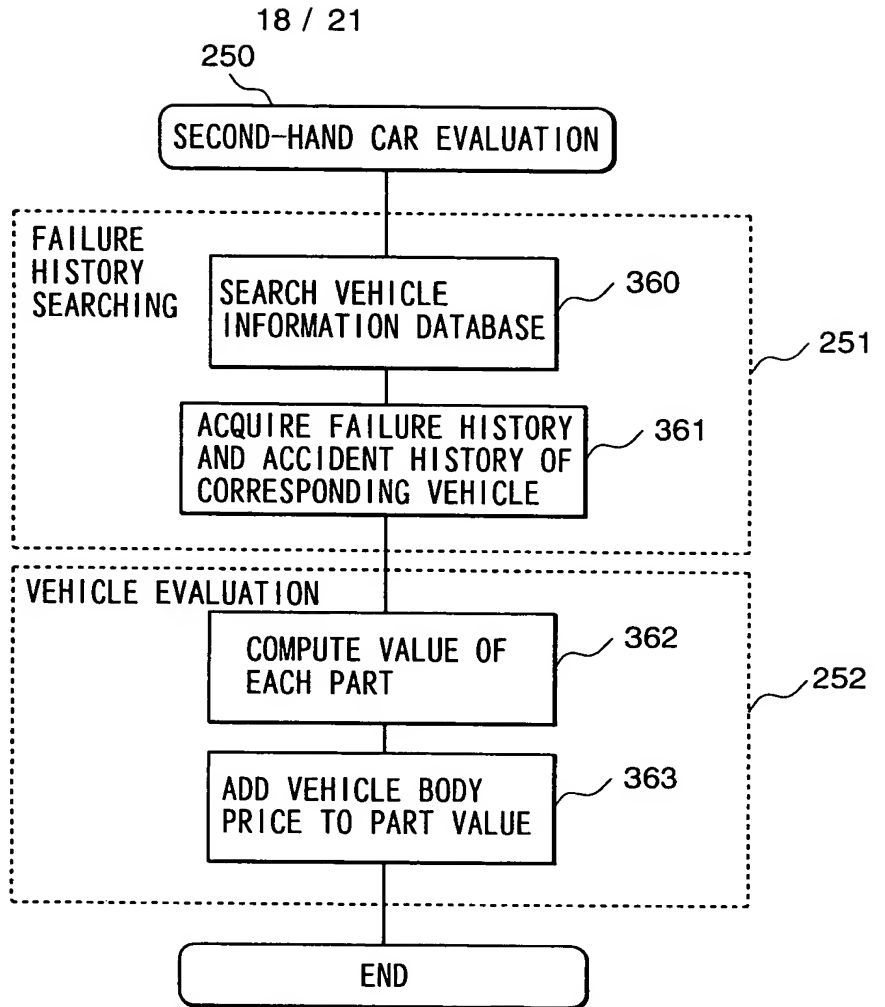 18 / 21
250
SECOND-HAND CAR EVALUATION
FAILURE
HISTORY
SEARCHING
SEARCH VEHICLE
INFORMATION DATABASE
360
251
ACQUIRE FAILURE HISTORY
AND ACCIDENT HISTORY OF
CORRESPONDING VEHICLE
361
VEHICLE EVALUATION
COMPUTE VALUE OF
EACH PART
362
252
ADD VEHICLE BODY
PRICE TO PART VALUE
363
END